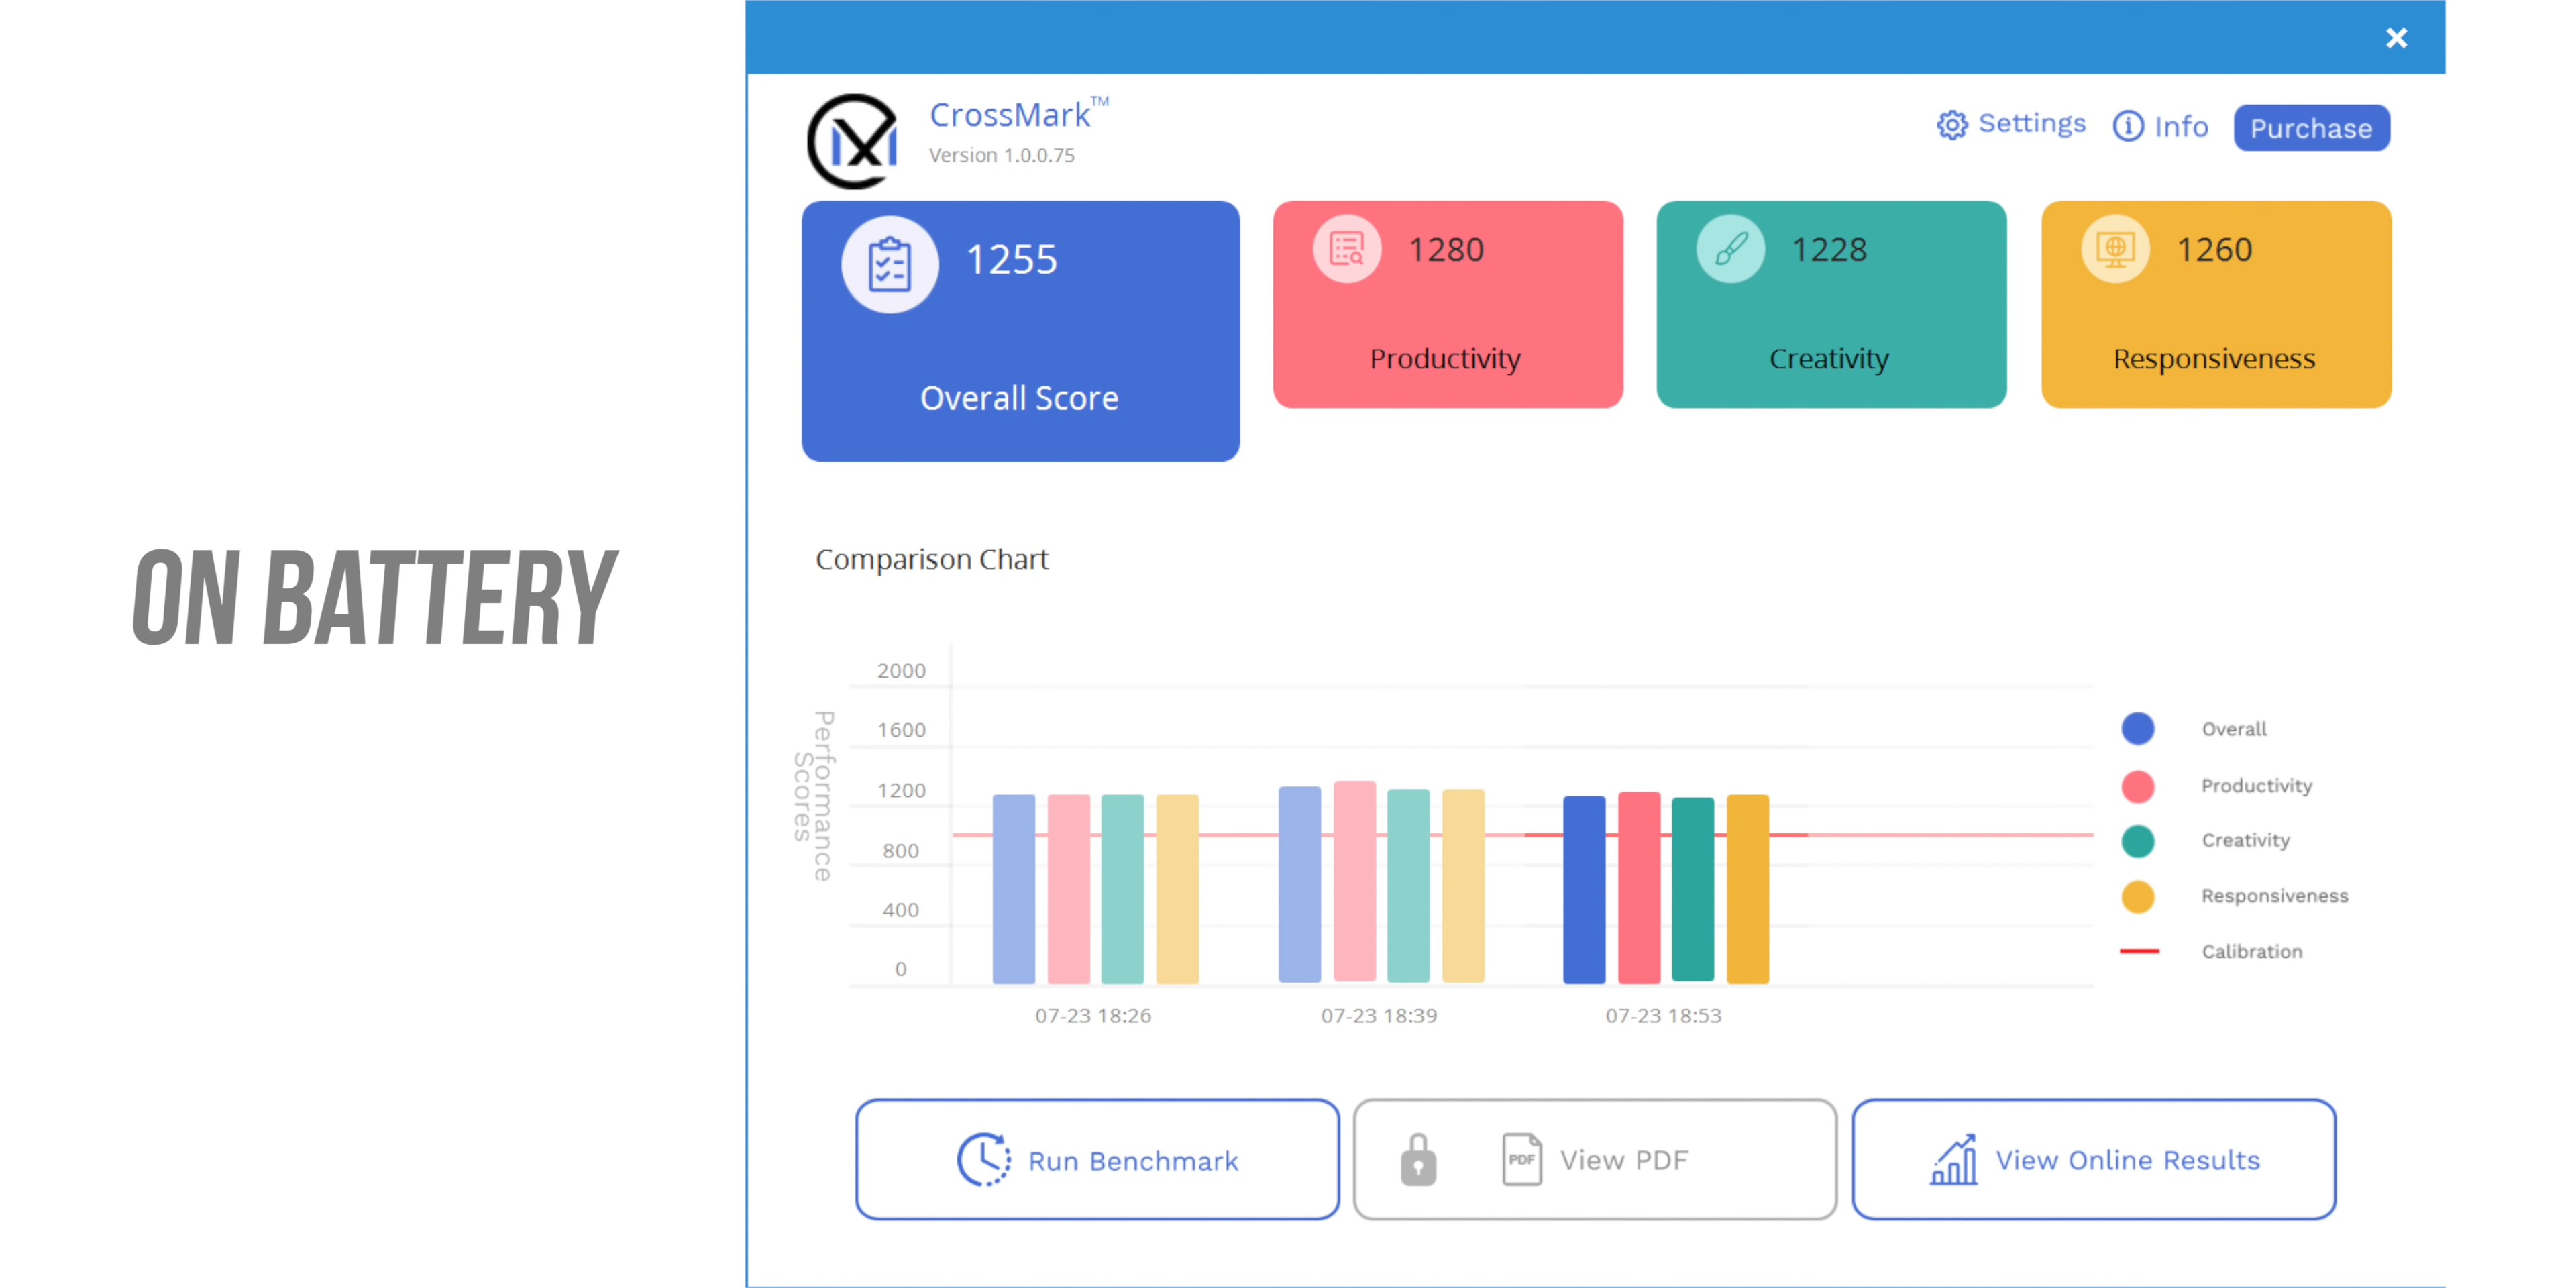 ON BATTERY
CrossMark™
Version 1.0.0.75
Settings
Info
Purchase
1255
Overall Score
1280
Productivity
1228
Creativity
1260
Responsiveness
Comparison Chart
Performance
Scores
2000
1600
1200
800
400
0
07-23 18:26
07-23 18:39
07-23 18:53
Overall
Productivity
Creativity
Responsiveness
Calibration
Run Benchmark
PDF
View PDF
View Online Results